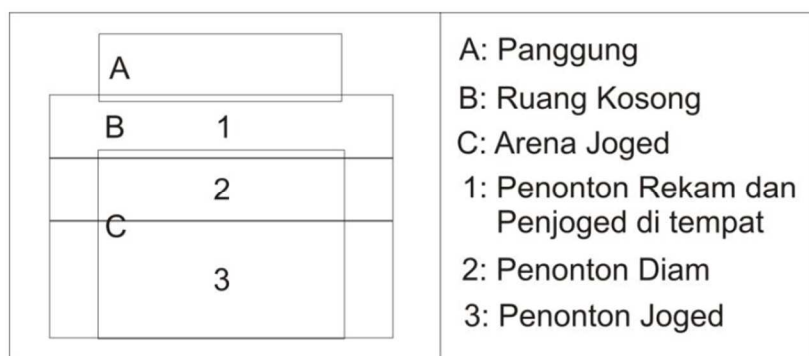 A
B 1
2
C
3
A: Panggung
B: Ruang Kosong
C: Arena Joged
1: Penonton Rekam dan
Penjoged di tempat
2: Penonton Diam
3: Penonton Joged